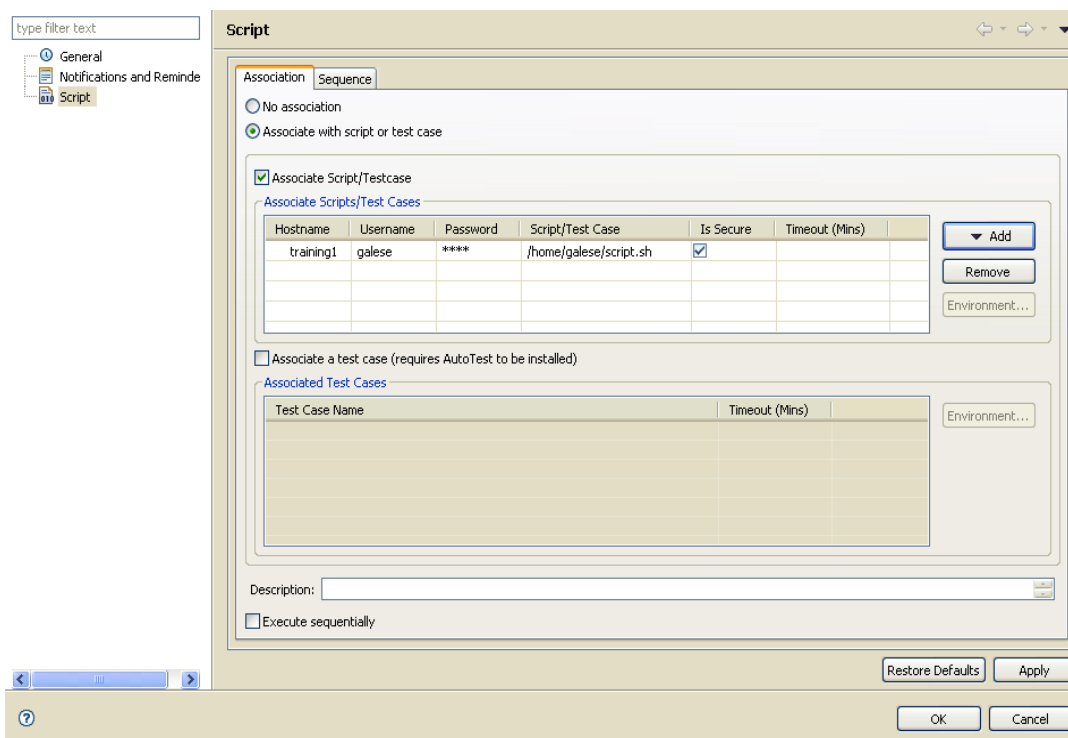 type filter text
General
Notifications and Reminde
Script
Script
Association
Sequence
No association
Associate with script or test case
Associate Script/Testcase
Associate Scripts/Test Cases
Hostname Username Password Script/Test Case Is Secure Timeout (Mins)
training1 galese **** /home/galese/script.sh
Add
Remove
Environment...
Associate a test case (requires AutoTest to be installed)
Associated Test Cases
Test Case Name Timeout (Mins)
Environment...
Description:
Execute sequentially
Restore Defaults
Apply
OK
Cancel